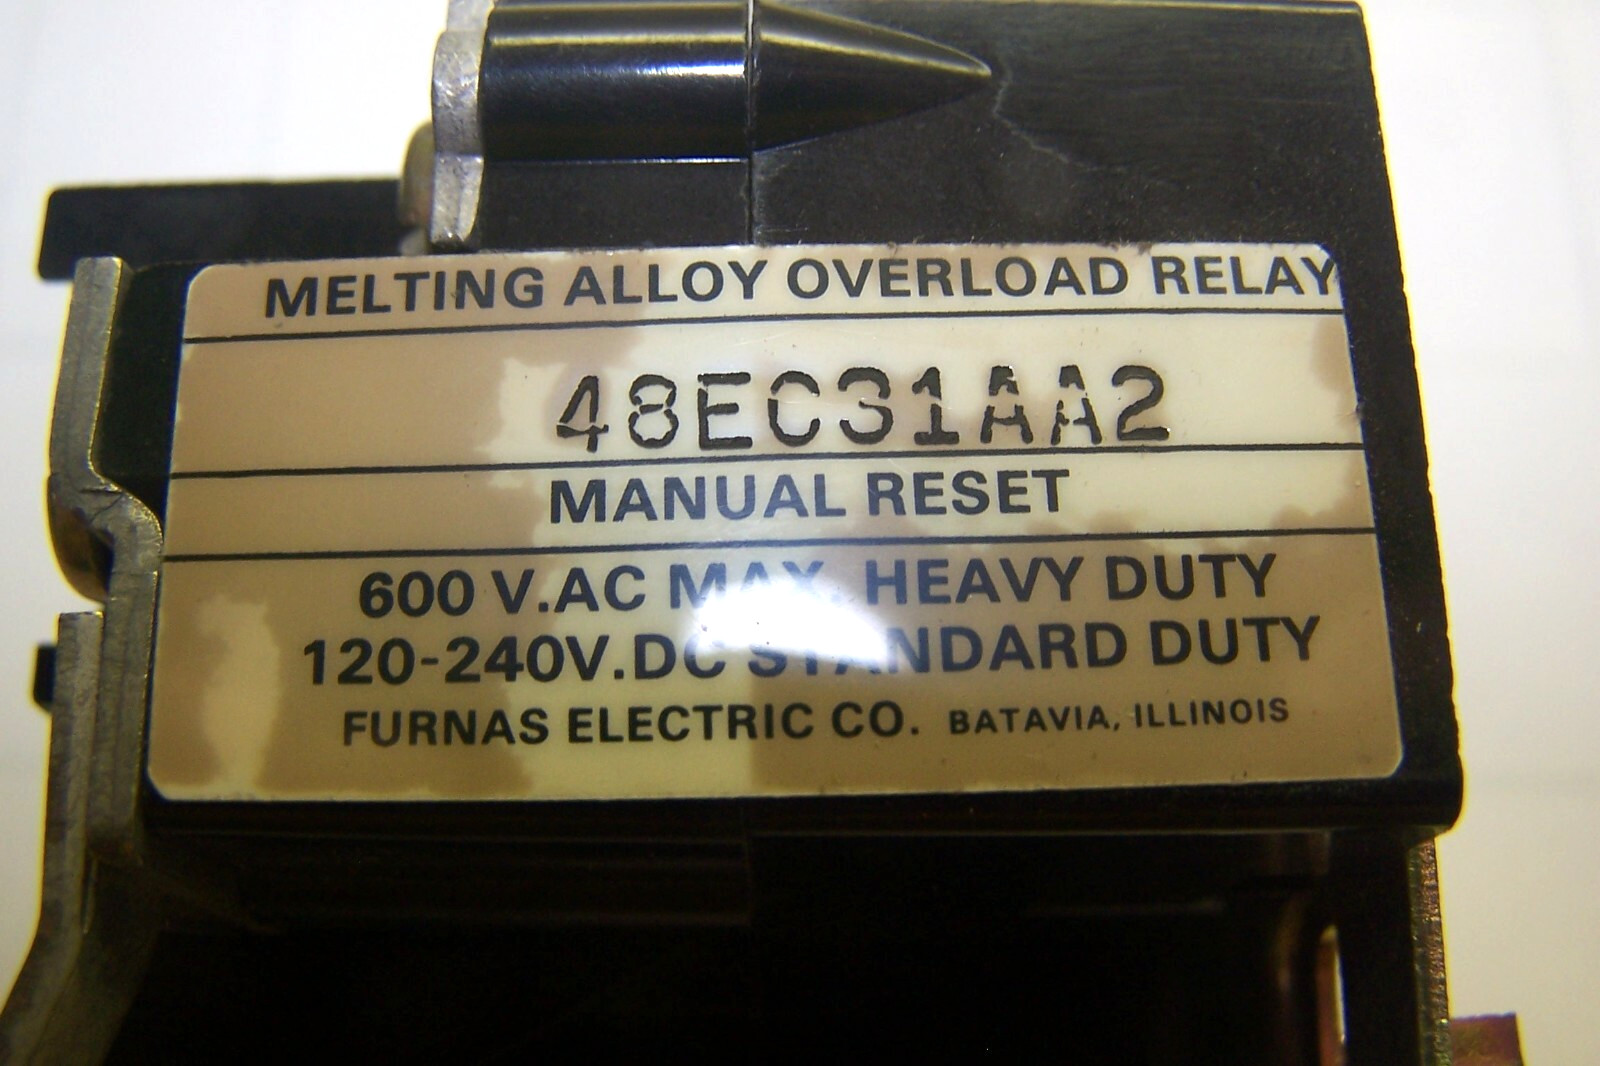 MELTING ALLOY OVERLOAD RELAY
48EC31AA2
MANUAL RESET
600 V.AC MAX. HEAVY DUTY
120-240V.DC STANDARD DUTY
FURNAS ELECTRIC CO. BATAVIA, ILLINOIS